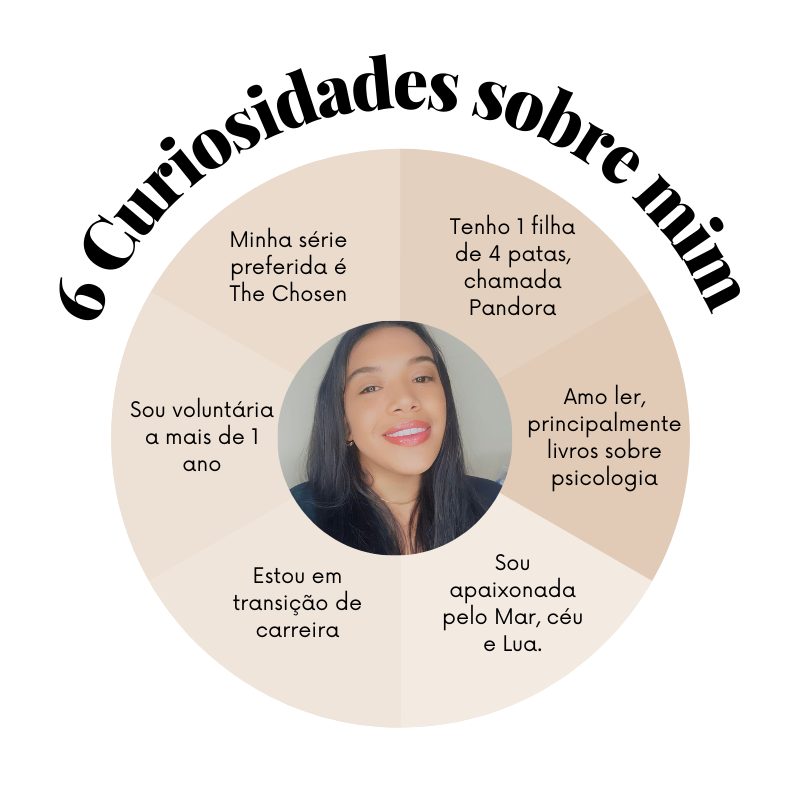 6 Curiosidades sobre mim
Minha série
preferida é
The Chosen
Tenho 1 filha
de 4 patas,
chamada
Pandora
Sou voluntária
a mais de 1
ano
Amo ler,
principalmente
livros sobre
psicologia
Estou em
transição de
carreira
Sou
apaixonada
pelo Mar, céu
e Lua.